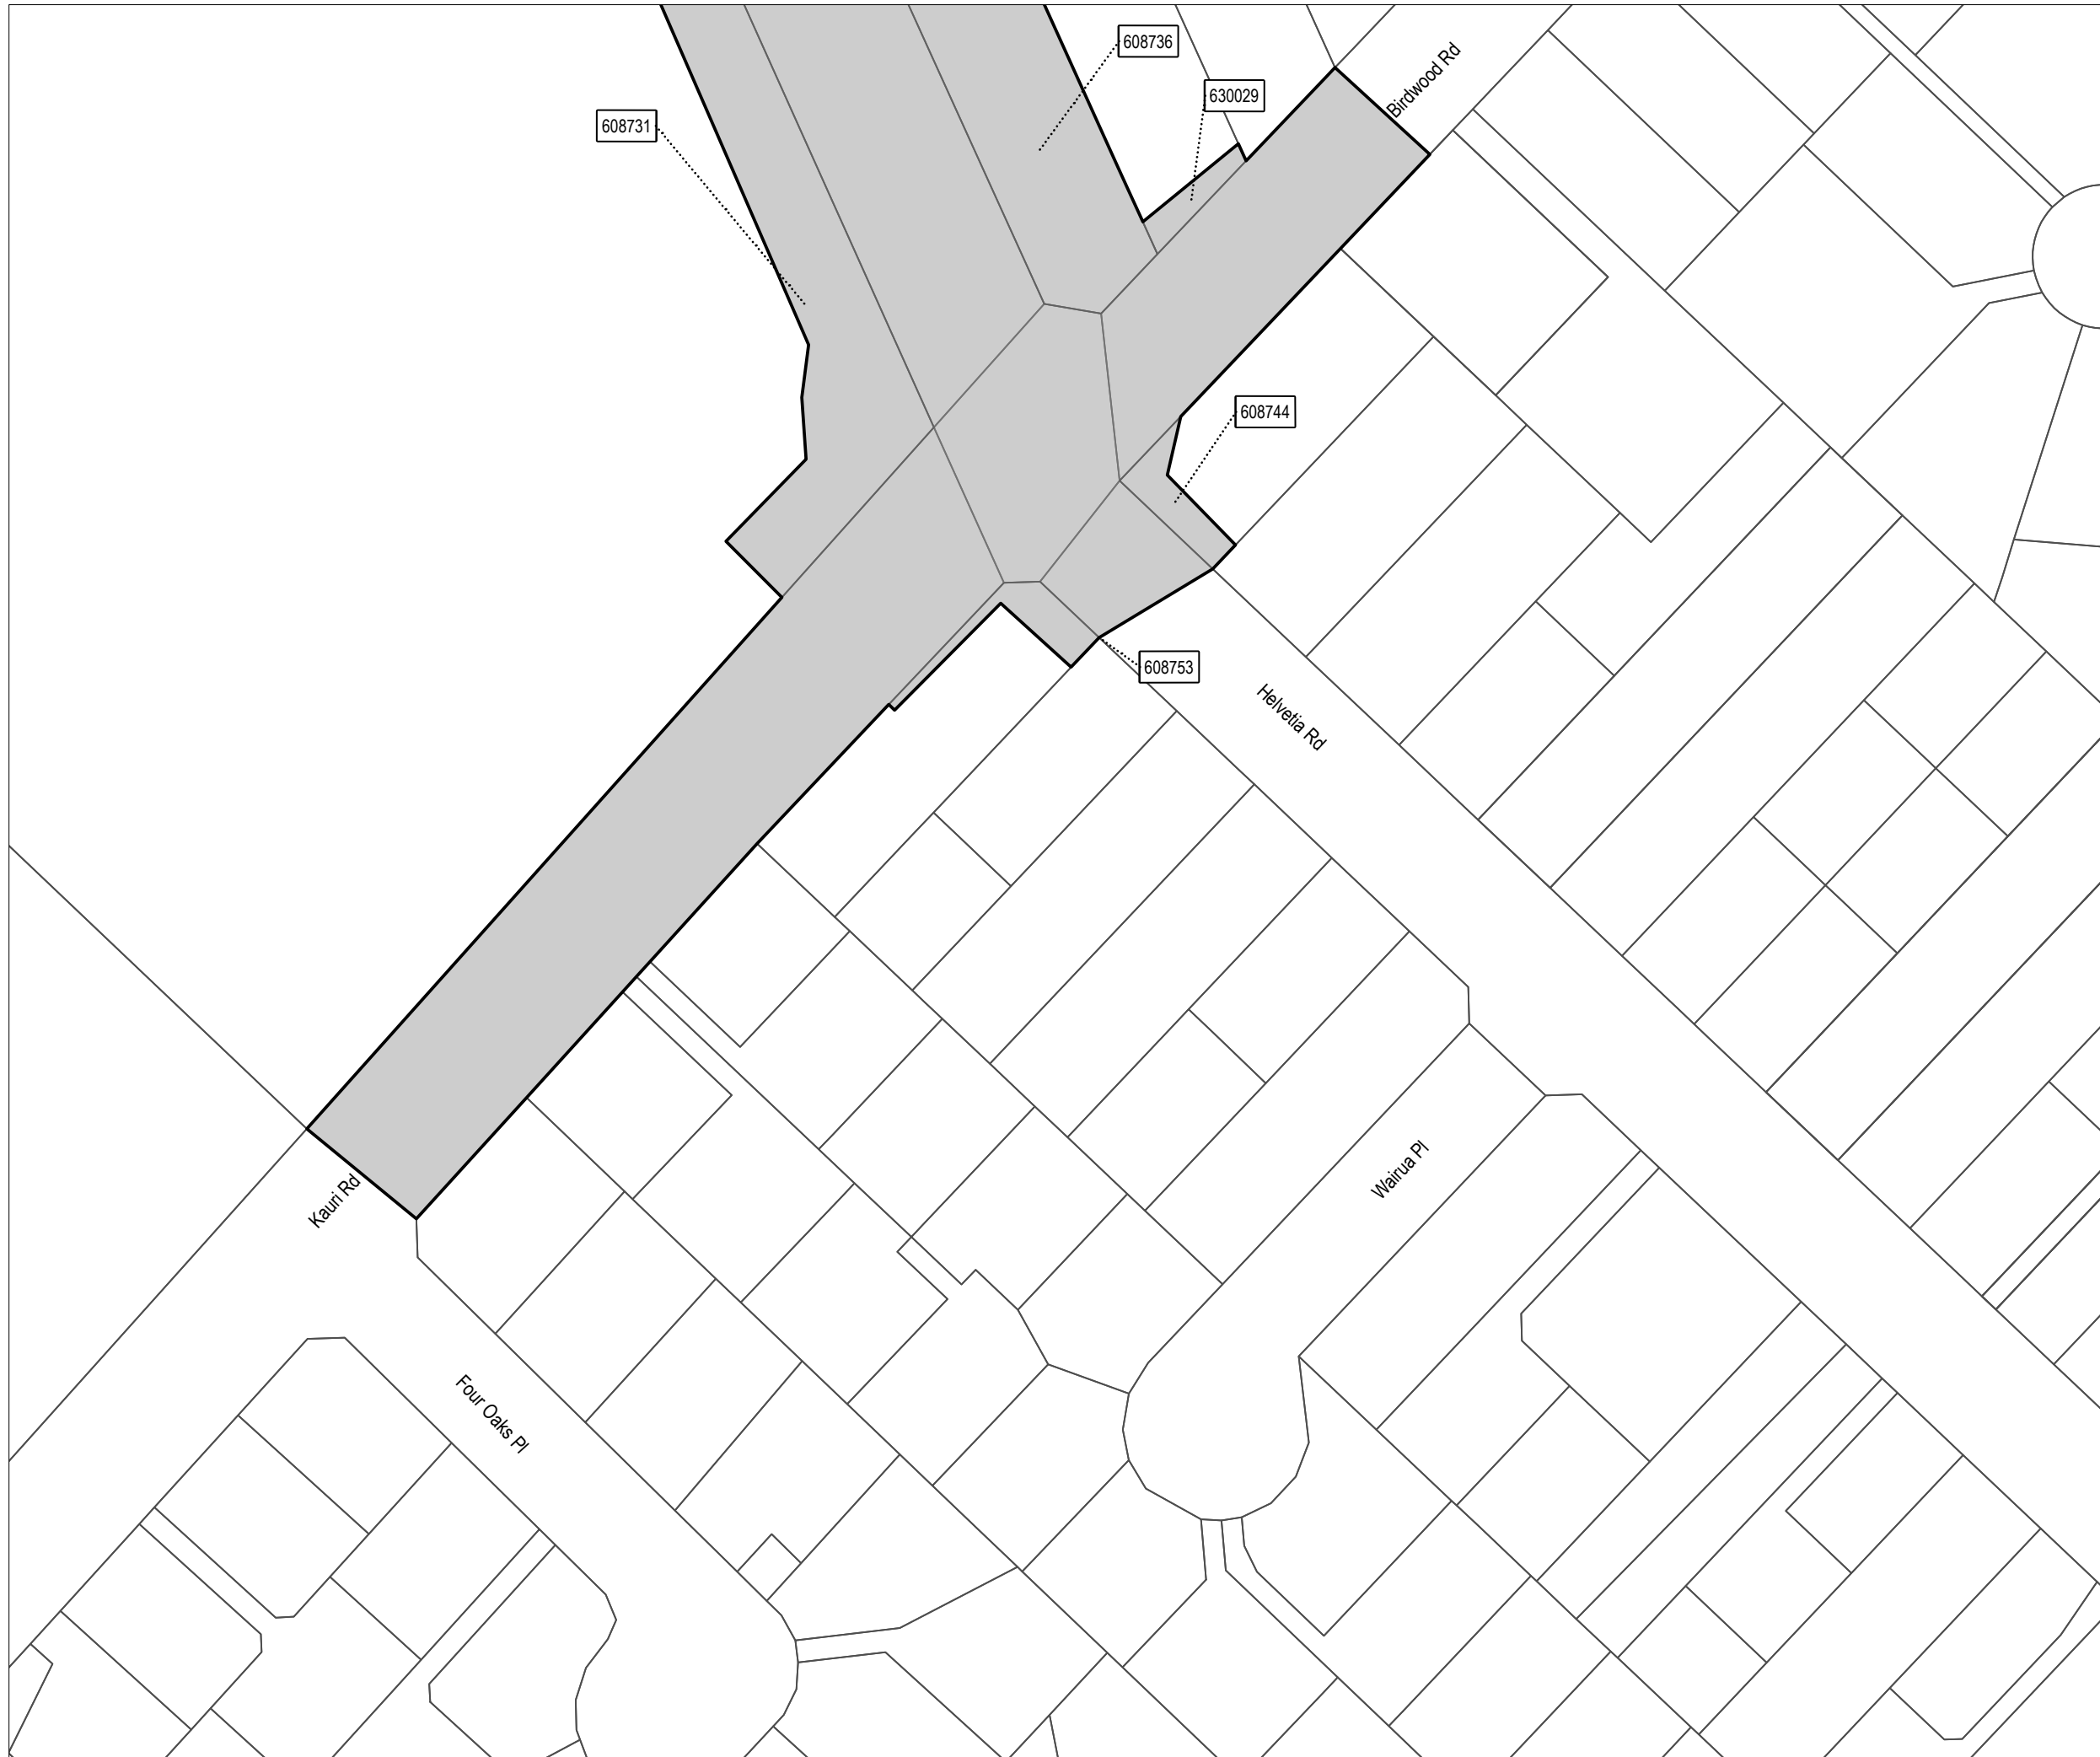 608736
Birdwood Rd
630029
608731
608744
608753
Helvetia Rd
Wairua Pl
Kauri Rd
Four Oaks Pl